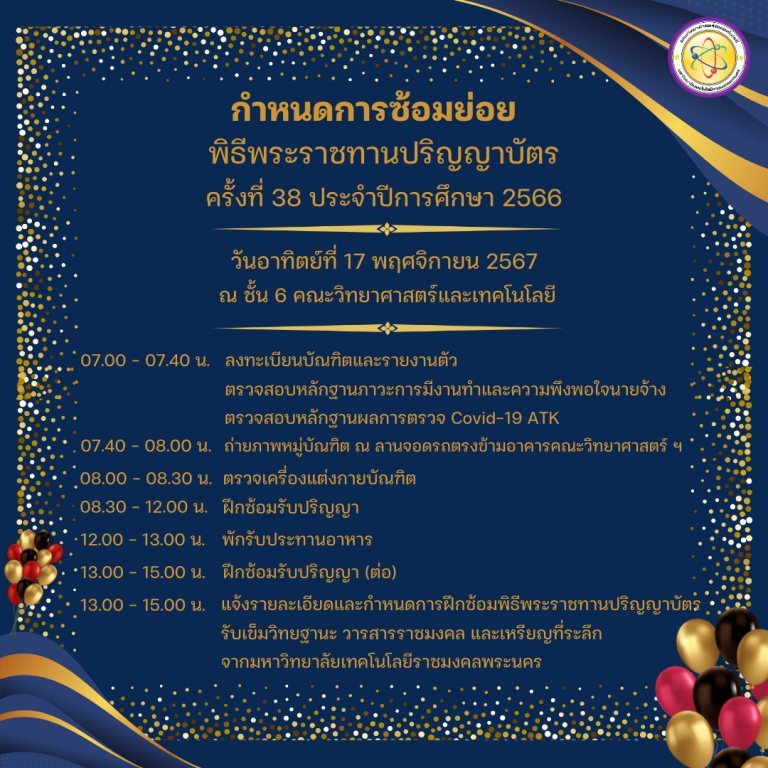 กำหนดการซ้อมย่อย
พิธีพระราชทานปริญญาบัตร
ครั้งที่ 38 ประจำปีการศึกษา 2566
วันอาทิตย์ที่ 17 พฤศจิกายน 2567
ณ ชั้น 6 คณะวิทยาศาสตร์และเทคโนโลยี
07.00 - 07.40 น. ลงทะเบียนบัณฑิตและรายงานตัว
ตรวจสอบหลักฐานภาวะการมีงานทำและความพึงพอใจนายจ้าง
ตรวจสอบหลักฐานผลการตรวจ Covid-19 ATK
07.40 - 08.00 น. ถ่ายภาพหมู่บัณฑิต ณ ลานจอดรถตรงข้ามอาคารคณะวิทยาศาสตร์ ฯ
08.00 - 08.30 น. ตรวจเครื่องแต่งกายบัณฑิต
08.30 - 12.00 น. ฝึกซ้อมรับปริญญา
12.00 - 13.00 น. พักรับประทานอาหาร
13.00 - 15.00 น. ฝึกซ้อมรับปริญญา (ต่อ)
13.00 - 15.00 น. แจ้งรายละเอียดและกำหนดการฝึกซ้อมพิธีพระราชทานปริญญาบัตร
รับเข็มวิทยฐานะ วารสารราชมงคล และเหรียญที่ระลึก
จากมหาวิทยาลัยเทคโนโลยีราชมงคลพระนคร